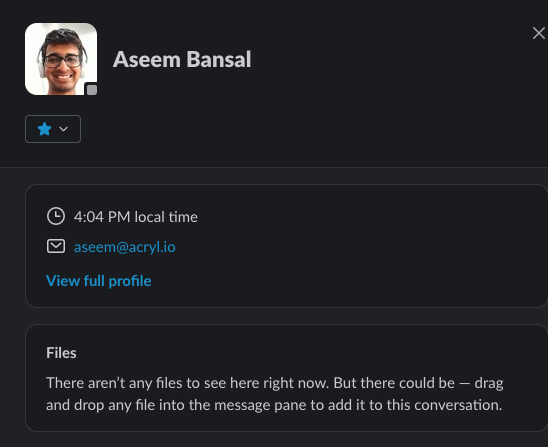 Aseem Bansal
4:04 PM local time
aseem@acryl.io
View full profile
Files
There aren’t any files to see here right now. But there could be — drag
and drop any file into the message pane to add it to this conversation.